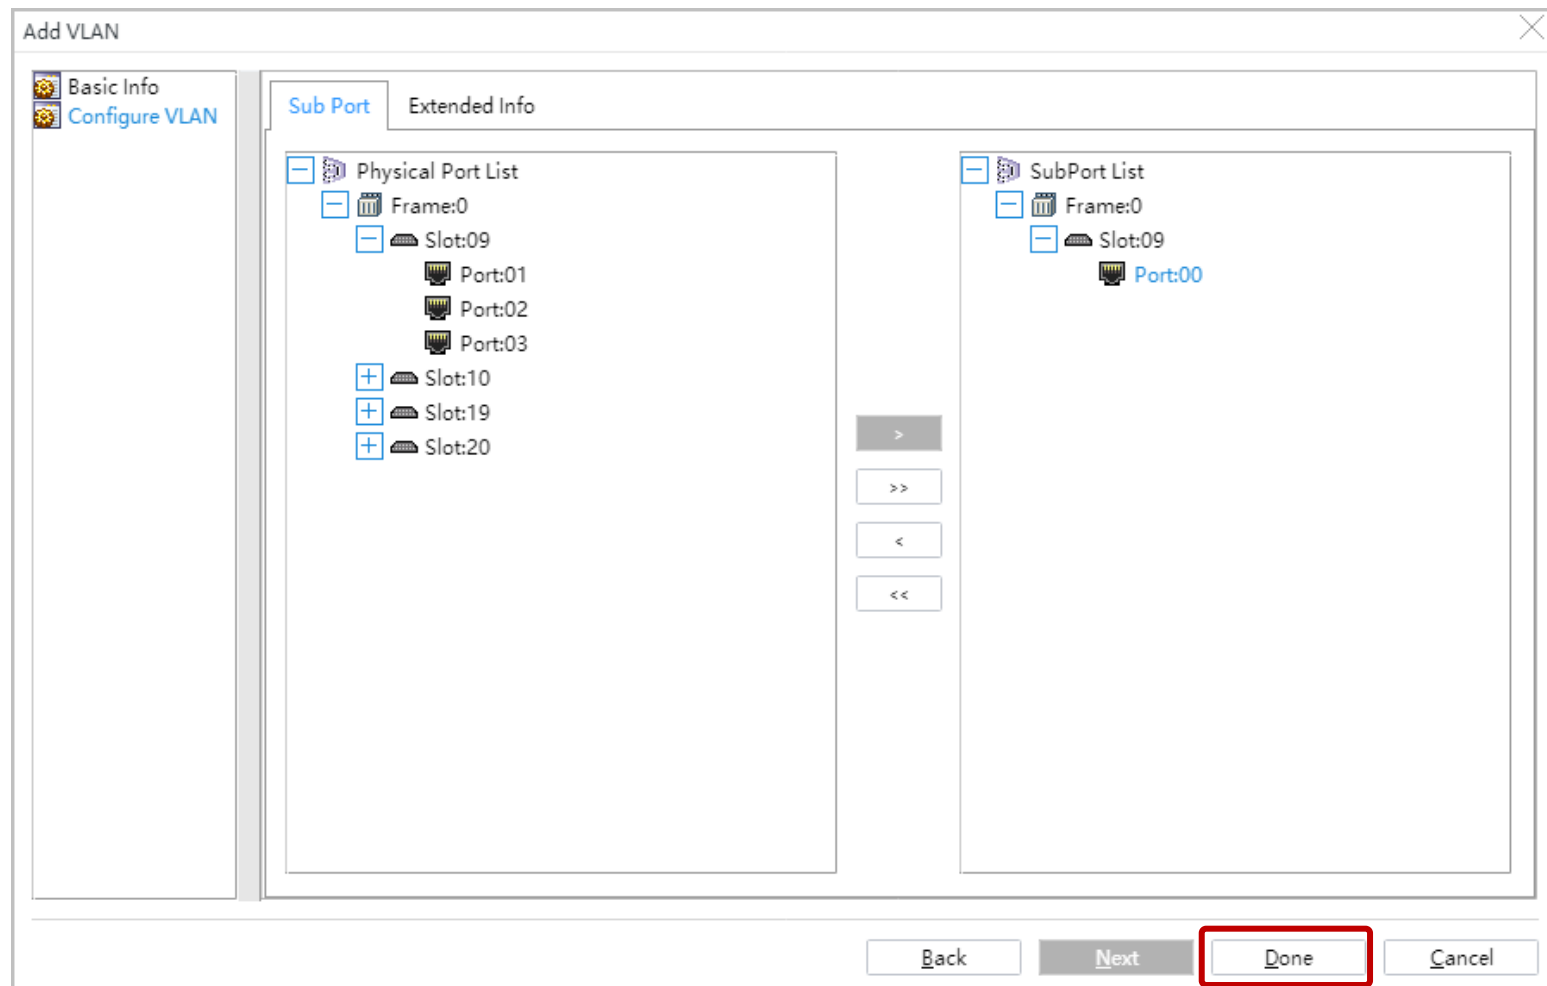 Add VLAN
Basic Info
Configure VLAN
Sub Port
Extended Info
Physical Port List
Frame:0
Slot:09
Port:01
Port:02
Port:03
Slot:10
Slot:19
Slot:20
>
>>
<
<<
SubPort List
Frame:0
Slot:09
Port:00
Back
Next
Done
Cancel